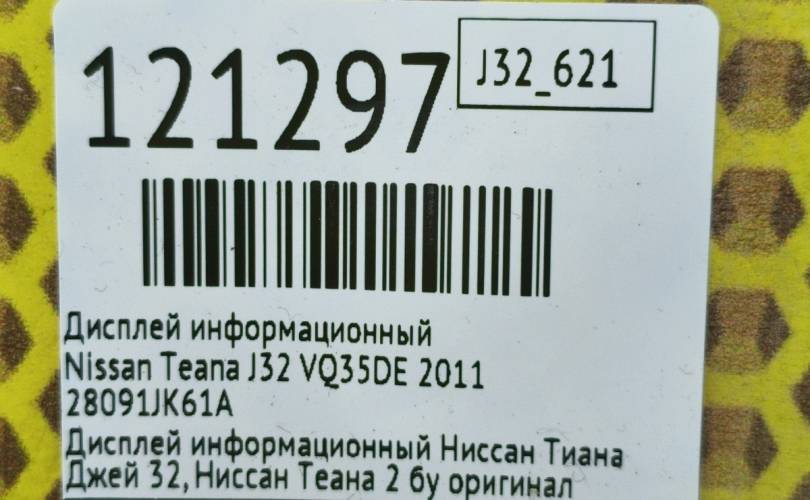 121297
J32_621
Дисплей информационный
Nissan Teana J32 VQ35DE 2011
28091JK61A
Дисплей информационный Ниссан Тиана
Джей 32, Ниссан Теана 2 бу оригинал